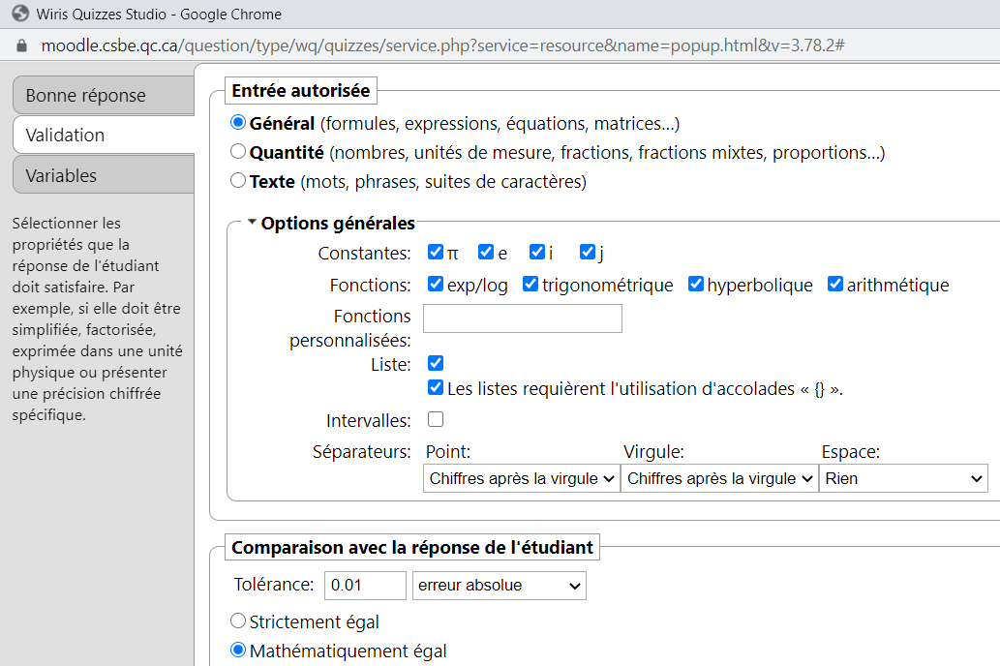 Wiris Quizzes Studio - Google Chrome
moodle.csbe.qc.ca/question/type/wq/quizzes/service.php?service=resource&name=popup.html&v=3.78.2#
Bonne réponse
Validation
Variables
Sélectionner les
propriétés que la
réponse de l'étudiant
doit satisfaire. Par
exemple, si elle doit être
simplifiée, factorisée,
exprimée dans une unité
physique ou présenter
une précision chiffrée
spécifique.
Entrée autorisée
Général (formules, expressions, équations, matrices...)
Quantité (nombres, unités de mesure, fractions, fractions mixtes, proportions...)
Texte (mots, phrases, suites de caractères)
Options générales
Constantes: π e i j
Fonctions: exp/log trigonométrique hyperbolique arithmétique
Fonctions
personnalisées:
Liste:
Les listes requièrent l'utilisation d'accolades « {} ».
Intervalles:
Séparateurs: Point: Virgule: Espace:
Chiffres après la virgule Chiffres après la virgule Rien
Comparaison avec la réponse de l'étudiant
Tolérance: 0.01 erreur absolue
Strictement égal
Mathématiquement égal